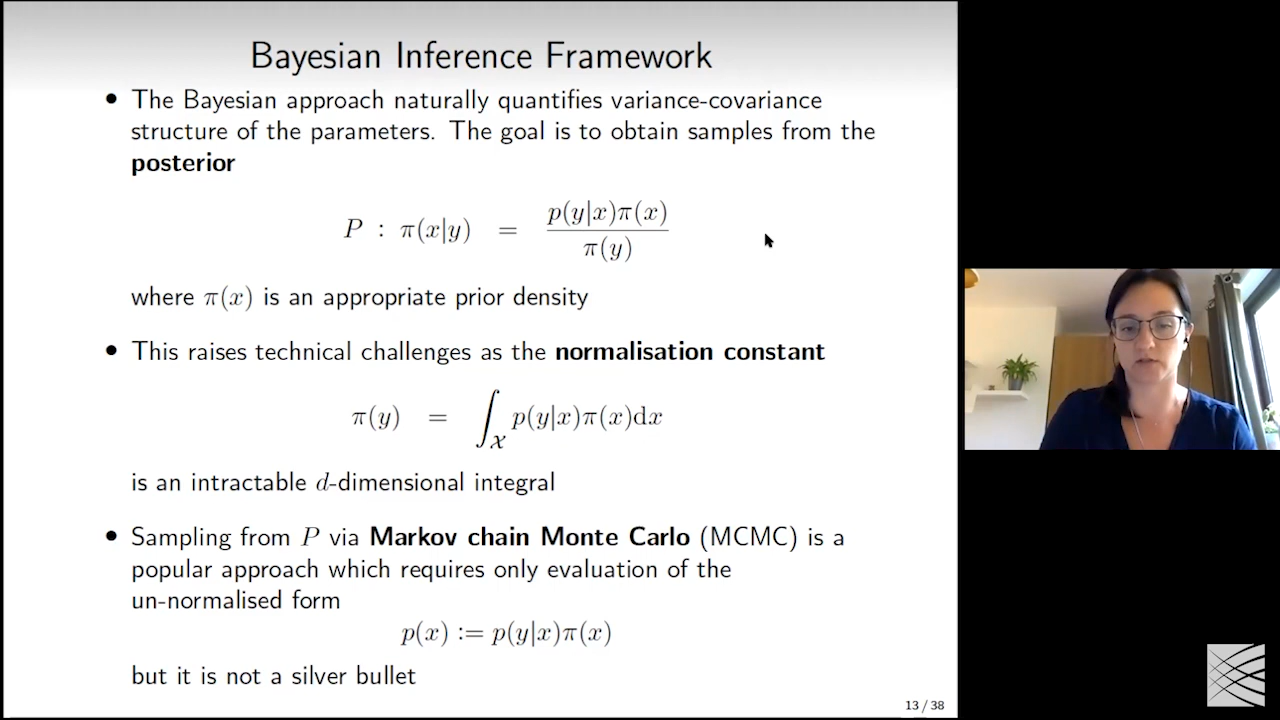 Bayesian Inference Framework
• The Bayesian approach naturally quantifies variance-covariance
structure of the parameters. The goal is to obtain samples from the
posterior
P : π(x|y) = p(y|x)π(x) / π(y)
where π(x) is an appropriate prior density
• This raises technical challenges as the normalisation constant
π(y) = ∫_𝒳 p(y|x)π(x)dx
is an intractable d-dimensional integral
• Sampling from P via Markov chain Monte Carlo (MCMC) is a
popular approach which requires only evaluation of the
un-normalised form
p(x) := p(y|x)π(x)
but it is not a silver bullet
13 / 38